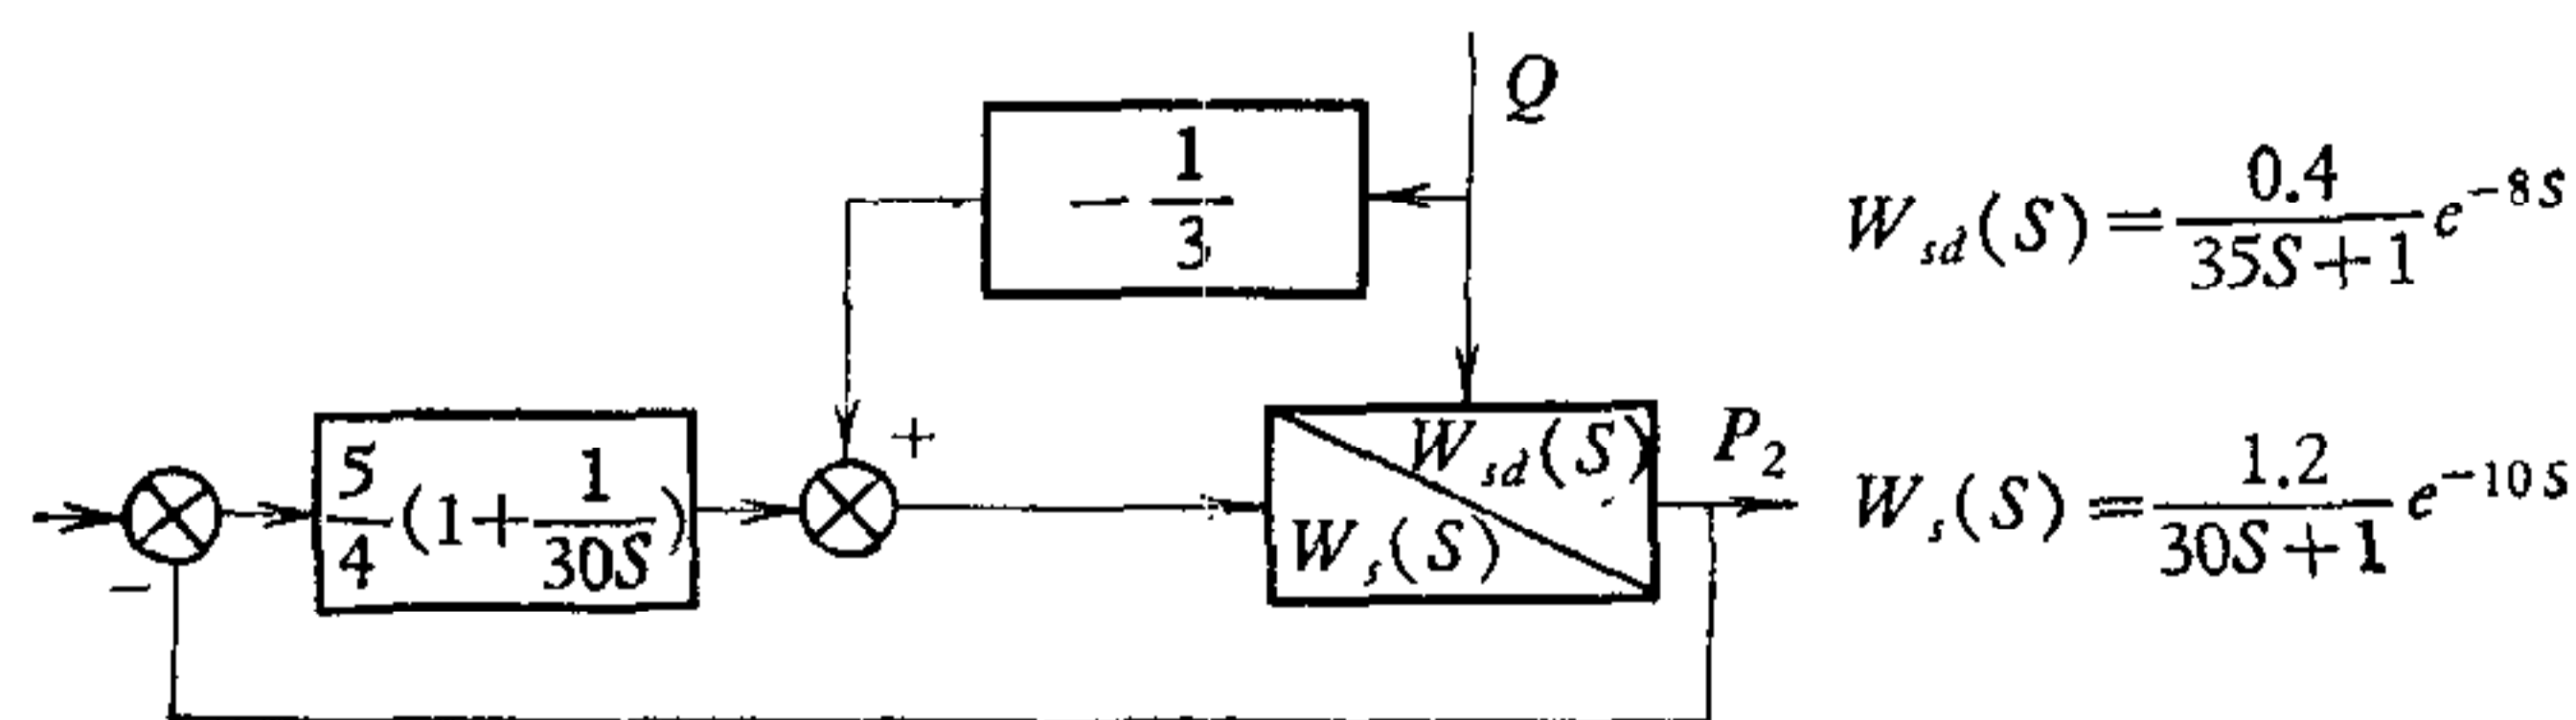 Q
− 1/3
W_sd(S) = 0.4/(35S+1) e^{−8S}
+
5/4 (1+ 1/(30S))
−
W_sd(S)
W_s(S)
P_2
W_s(S) = 1.2/(30S+1) e^{−10S}